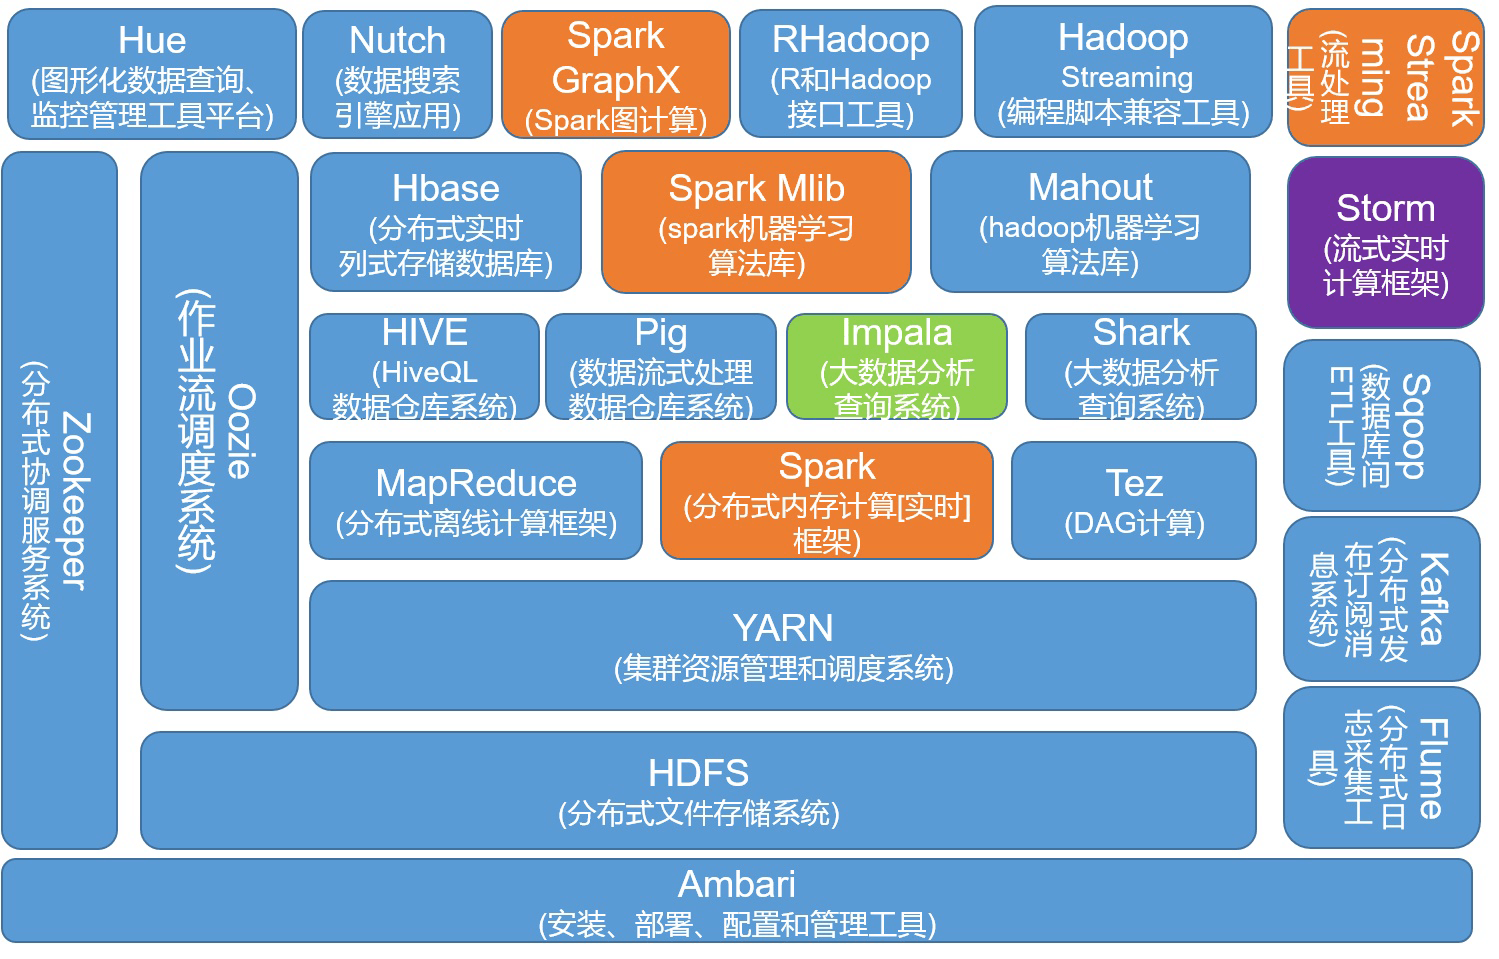 Hue
(图形化数据查询、
监控管理工具平台)
Nutch
(数据搜索
引擎应用)
Spark
GraphX
(Spark图计算)
RHadoop
(R和Hadoop
接口工具)
Hadoop
Streaming
(编程脚本兼容工具)
Spark
Strea
ming
(流处理
工具)
Zookeeper
(分布式协调服务系统)
Oozie
(作业流调度系统)
Hbase
(分布式实时
列式存储数据库)
Spark Mlib
(spark机器学习
算法库)
Mahout
(hadoop机器学习
算法库)
Storm
(流式实时
计算框架)
HIVE
(HiveQL
数据仓库系统)
Pig
(数据流式处理
数据仓库系统)
Impala
(大数据分析
查询系统)
Shark
(大数据分析
查询系统)
Sqoop
(数据库间
ETL工具)
MapReduce
(分布式离线计算框架)
Spark
(分布式内存计算[实时]
框架)
Tez
(DAG计算)
Kafka
(分布式发
布订阅消
息系统)
YARN
(集群资源管理和调度系统)
Flume
(分布式日
志采集工
具)
HDFS
(分布式文件存储系统)
Ambari
(安装、部署、配置和管理工具)